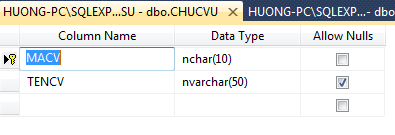 HUONG-PC\SQLEXP...SU - dbo.CHUCVU HUONG-PC\SQLEXP...- dbo
Column Name Data Type Allow Nulls
MACV nchar(10)
TENCV nvarchar(50)